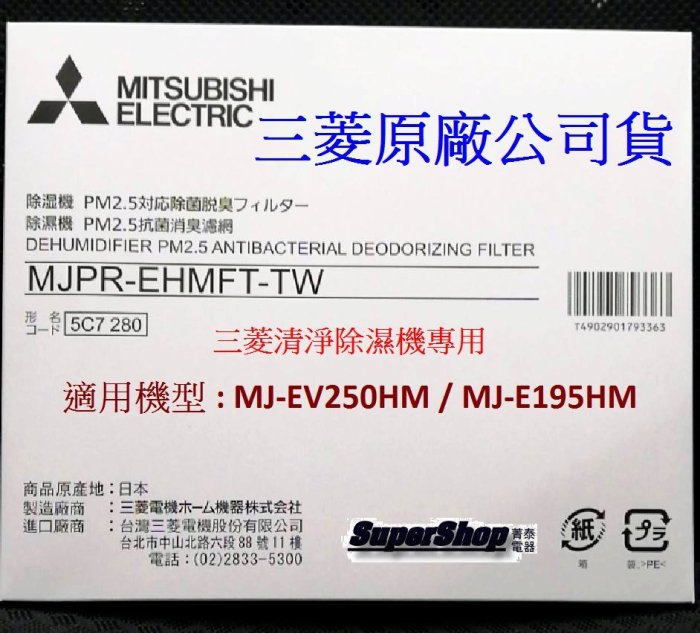 MITSUBISHI
ELECTRIC
三菱原廠公司貨
除湿機 PM2.5対応除菌脱臭フィルター
除濕機 PM2.5抗菌消臭濾網
DEHUMIDIFIER PM2.5 ANTIBACTERIAL DEODORIZING FILTER
MJPR-EHMFT-TW
形名コード 5C7 280
T4902901793363
三菱清淨除濕機專用
適用機型 : MJ-EV250HM / MJ-E195HM
商品原產地 : 日本
製造廠商 : 三菱電機ホーム機器株式会社
進口廠商 : 台灣三菱電機股份有限公司
台北市中山北路六段88號11樓
電話 : (02)2833-5300
SuperShop 菁泰電器
紙
箱
プラ
袋:>PE<